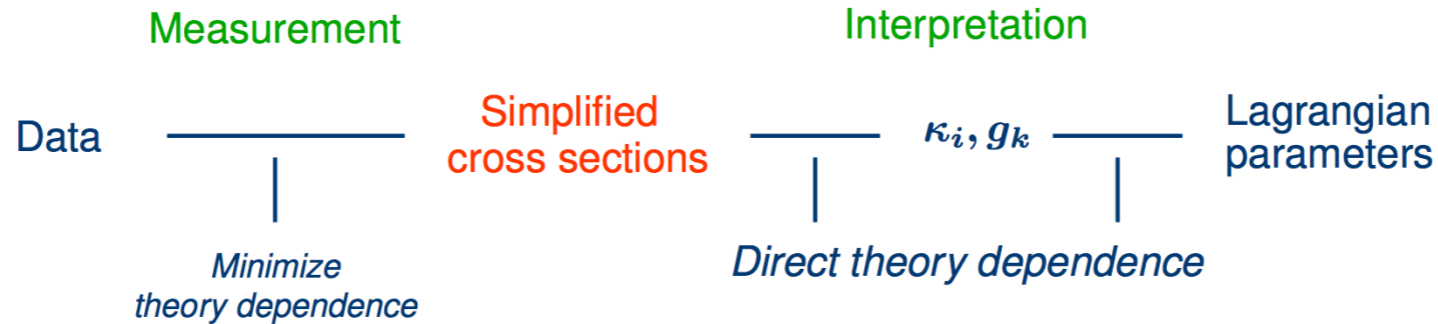 Measurement
Interpretation
Data
Simplified
cross sections
κᵢ, gₖ
Lagrangian
parameters
Minimize
theory dependence
Direct theory dependence